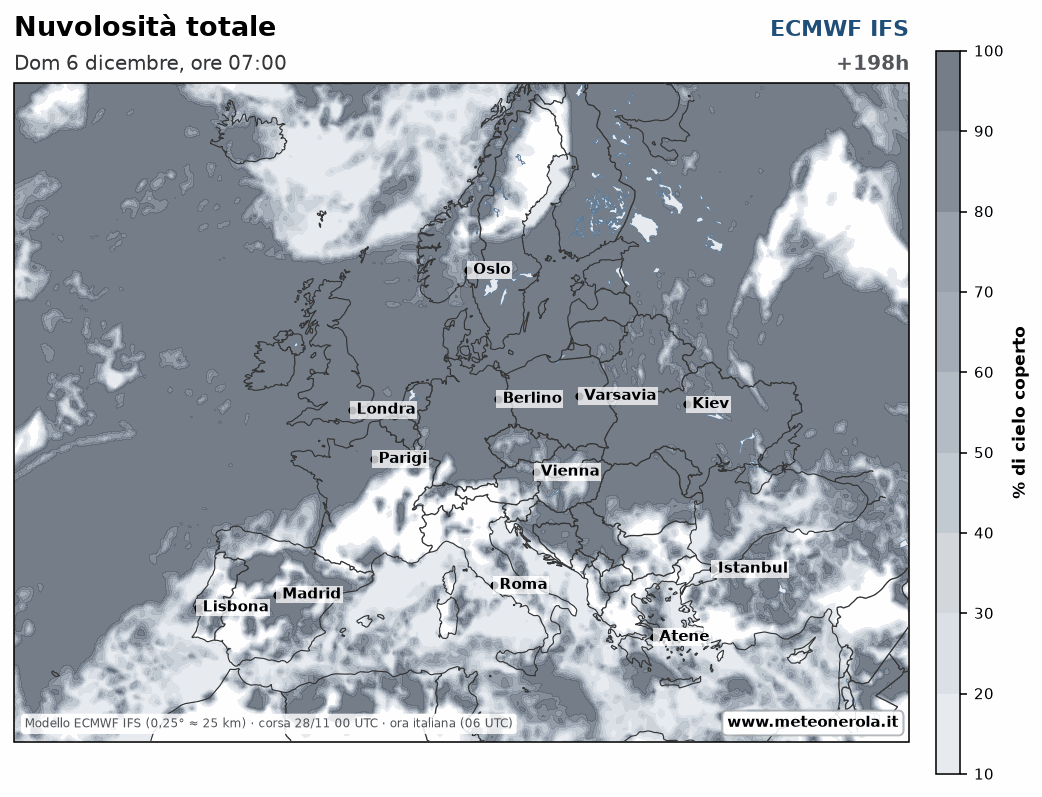 Nuvolosità totale
ECMWF IFS
Dom 6 dicembre, ore 07:00
+198h
Oslo
Londra
Berlino
Varsavia
Kiev
Parigi
Vienna
Istanbul
Roma
Madrid
Lisbona
Atene
Modello ECMWF IFS (0,25° ≈ 25 km) · corsa 28/11 00 UTC · ora italiana (06 UTC)
www.meteonerola.it
100
90
80
70
60
50
40
30
20
10
% di cielo coperto